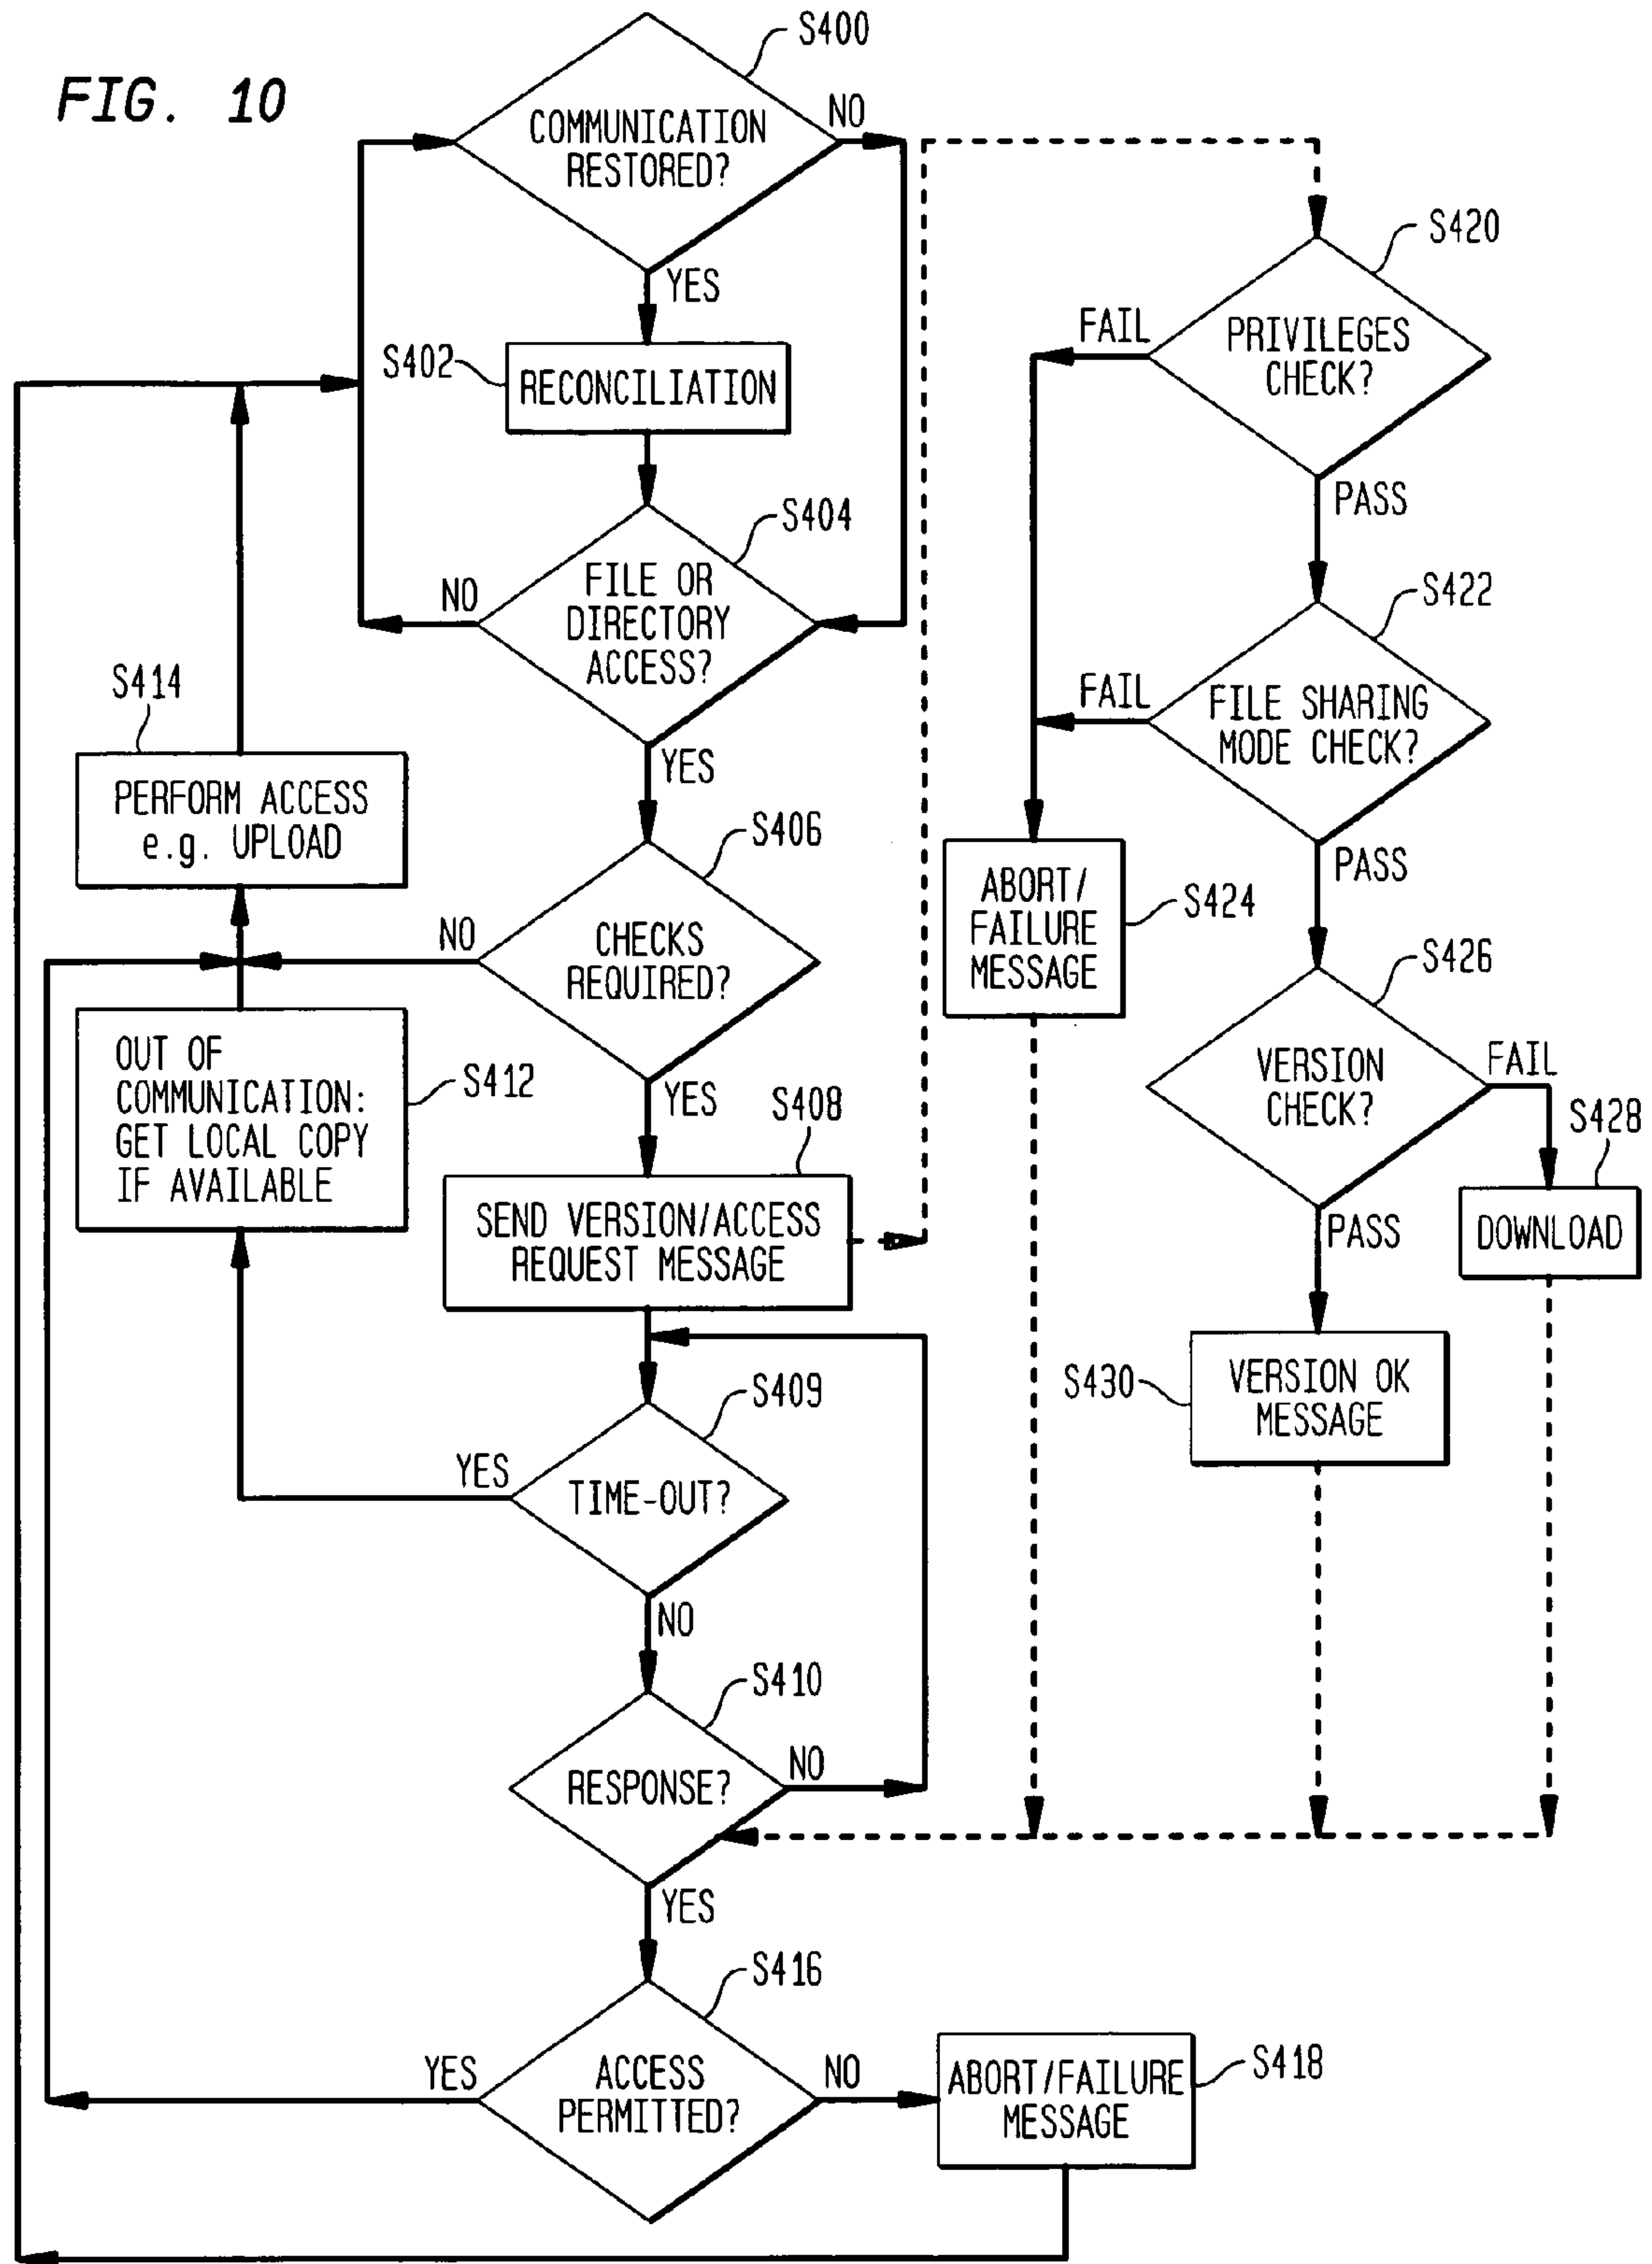 FIG. 10
S400
COMMUNICATION
RESTORED?
NO
YES
S402
RECONCILIATION
S404
FILE OR
DIRECTORY
ACCESS?
NO
YES
S414
PERFORM ACCESS
e.g. UPLOAD
S406
CHECKS
REQUIRED?
NO
YES
OUT OF
COMMUNICATION:
GET LOCAL COPY
IF AVAILABLE
S412
S408
SEND VERSION/ACCESS
REQUEST MESSAGE
S409
TIME-OUT?
YES
NO
S410
RESPONSE?
NO
YES
S416
ACCESS
PERMITTED?
YES
NO
ABORT/FAILURE
MESSAGE
S418
S420
PRIVILEGES
CHECK?
FAIL
PASS
S422
FILE SHARING
MODE CHECK?
FAIL
PASS
ABORT/
FAILURE
MESSAGE
S424
S426
VERSION
CHECK?
FAIL
PASS
S428
DOWNLOAD
S430
VERSION OK
MESSAGE